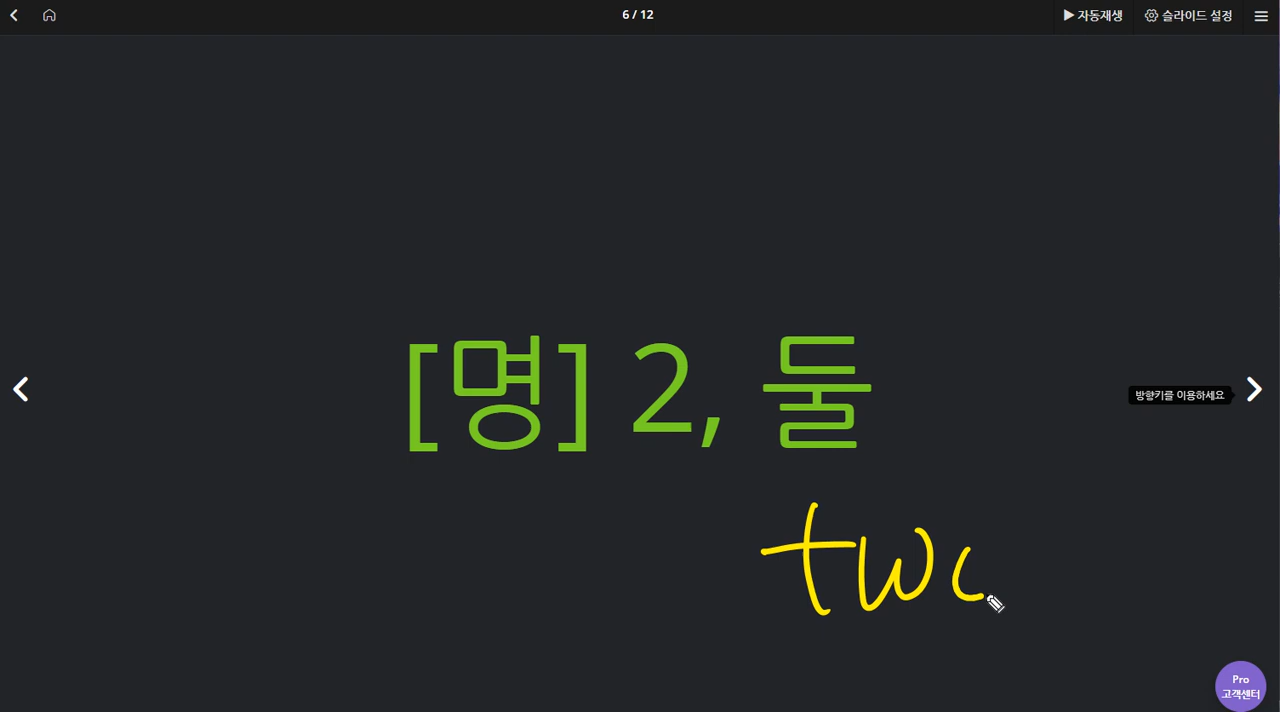 6 / 12
▶ 자동재생
슬라이드 설정
[명] 2, 둘
방향키를 이용하세요
twc
Pro
고객센터